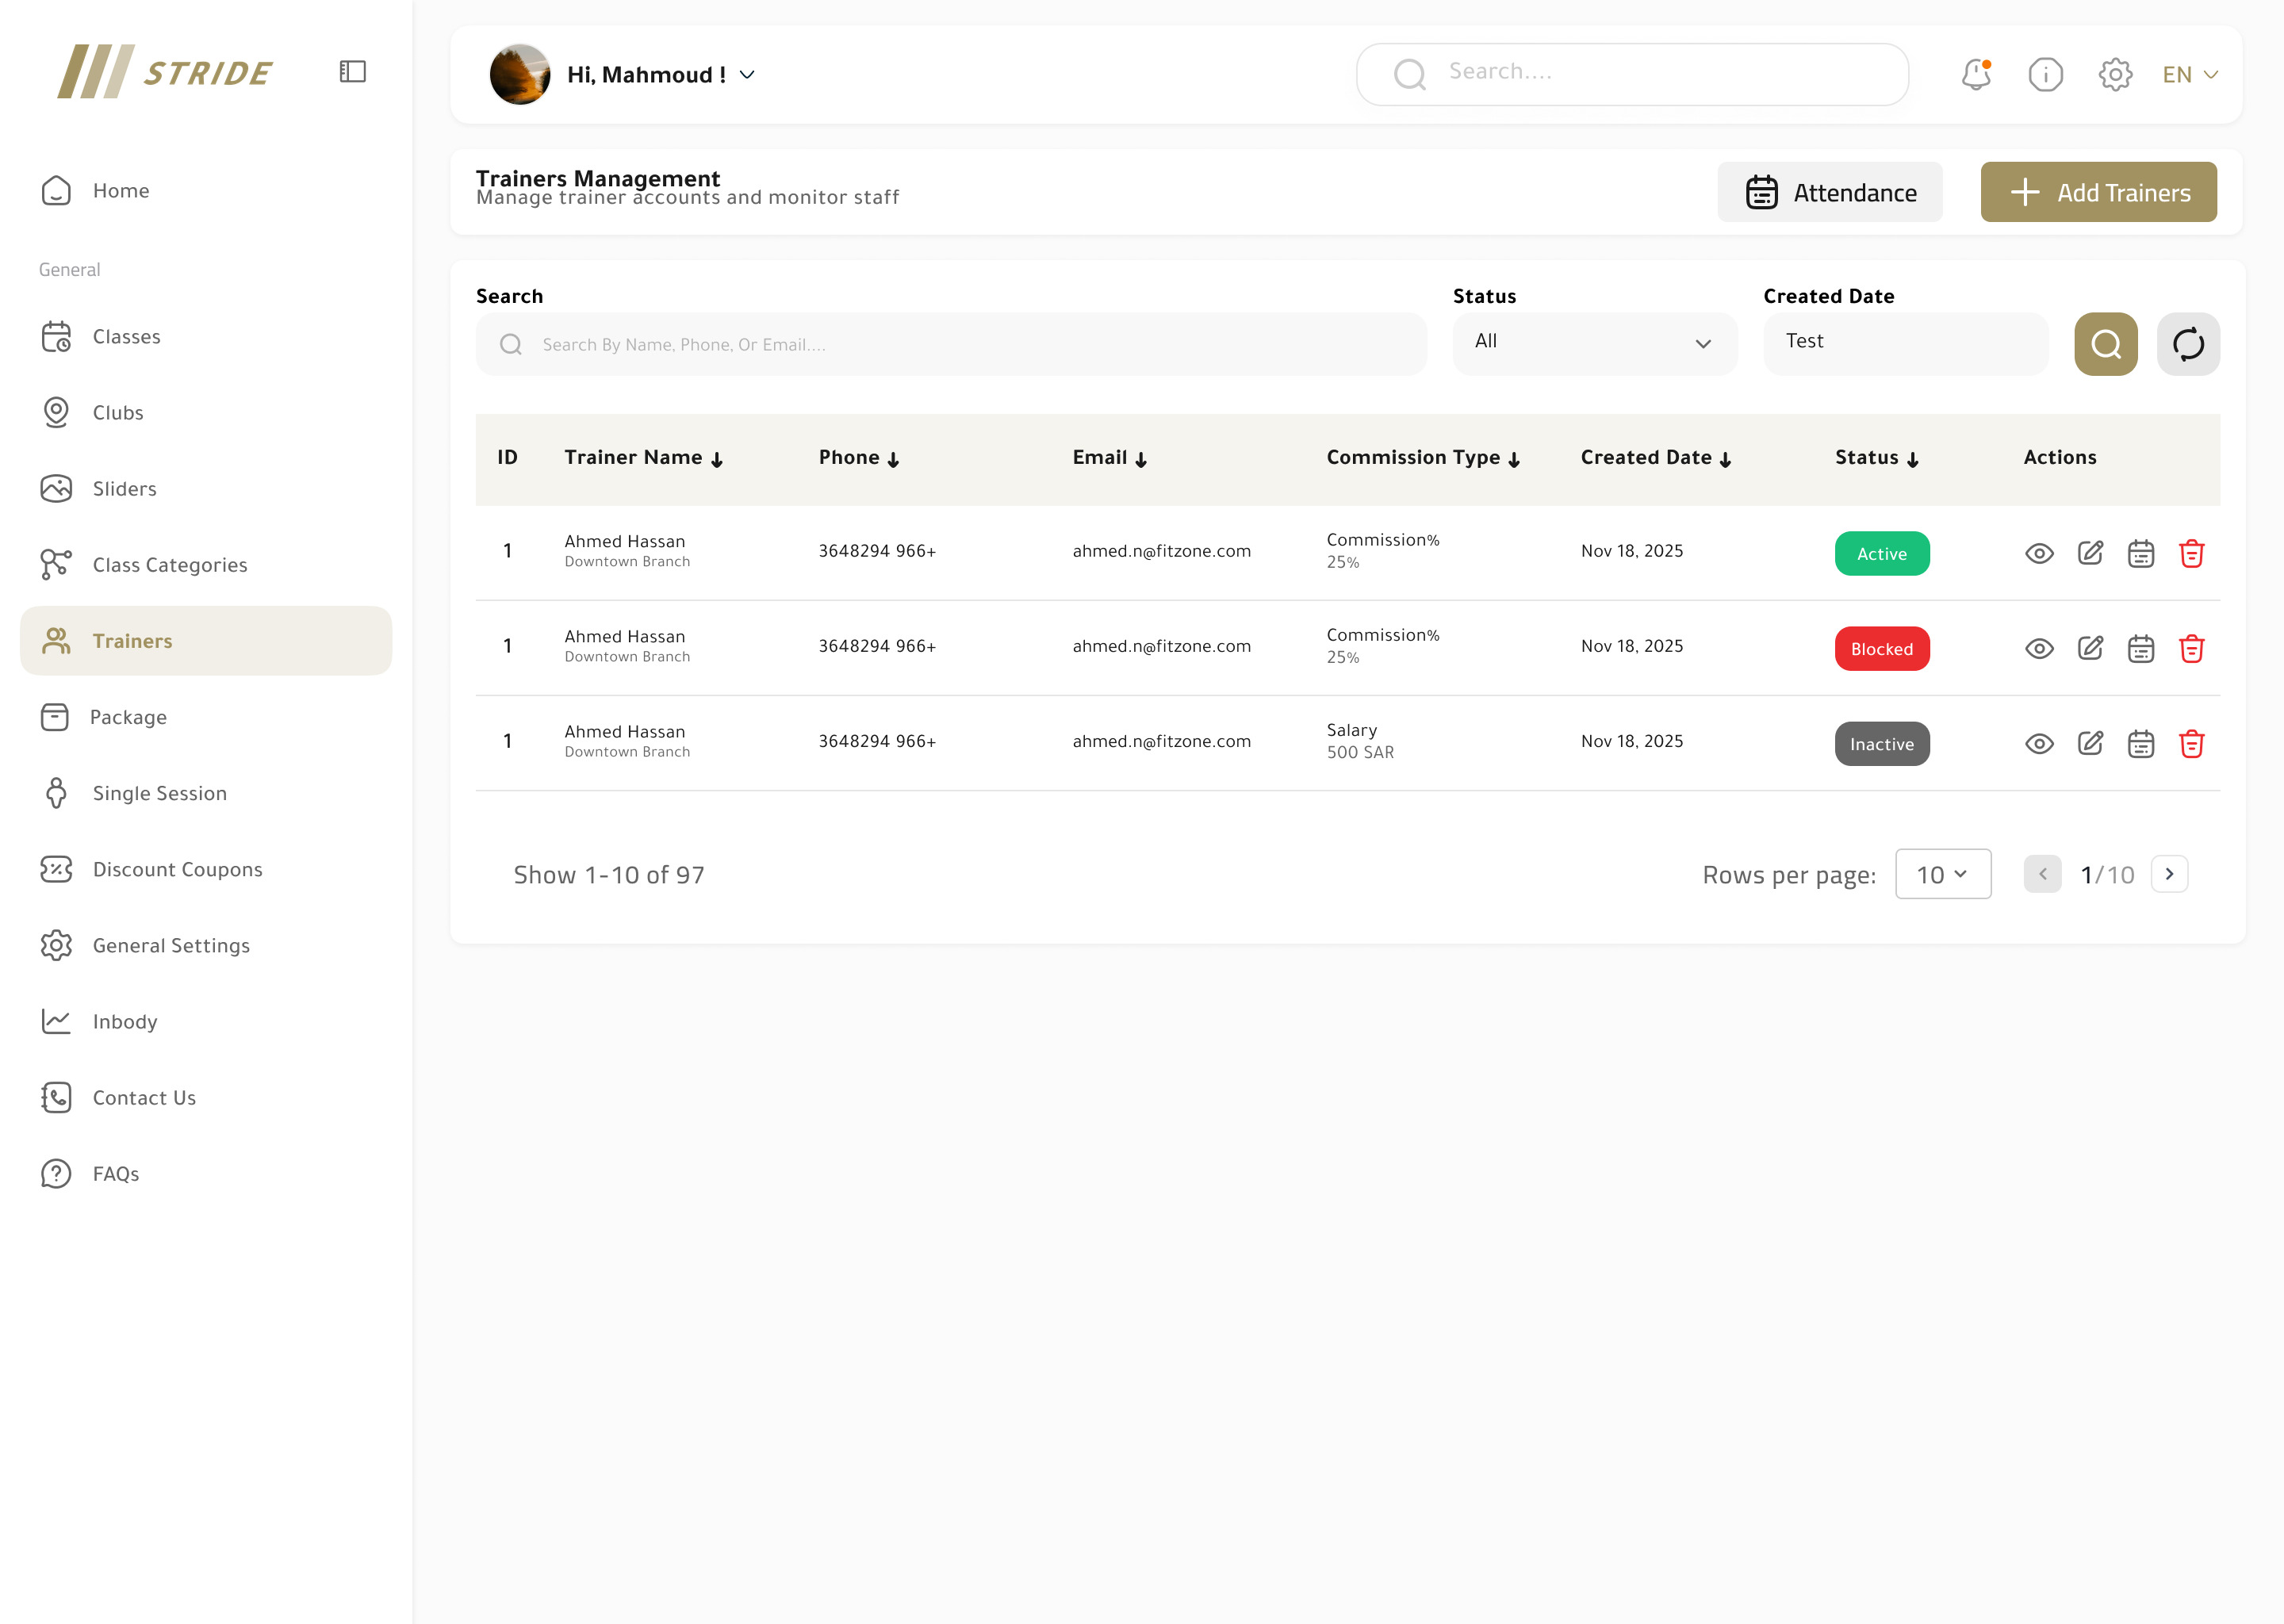 STRIDE
Hi, Mahmoud !
Search....
EN
Home
General
Classes
Clubs
Sliders
Class Categories
Trainers
Package
Single Session
Discount Coupons
General Settings
Inbody
Contact Us
FAQs
Trainers Management
Manage trainer accounts and monitor staff
Attendance
Add Trainers
Search
Status
Created Date
Search By Name, Phone, Or Email....
All
Test
ID Trainer Name Phone Email Commission Type Created Date Status Actions
1 Ahmed Hassan 3648294 966+ ahmed.n@fitzone.com Commission% Nov 18, 2025 Active
Downtown Branch 25%
1 Ahmed Hassan 3648294 966+ ahmed.n@fitzone.com Commission% Nov 18, 2025 Blocked
Downtown Branch 25%
1 Ahmed Hassan 3648294 966+ ahmed.n@fitzone.com Salary Nov 18, 2025 Inactive
Downtown Branch 500 SAR
Show 1-10 of 97
Rows per page: 10
1/10